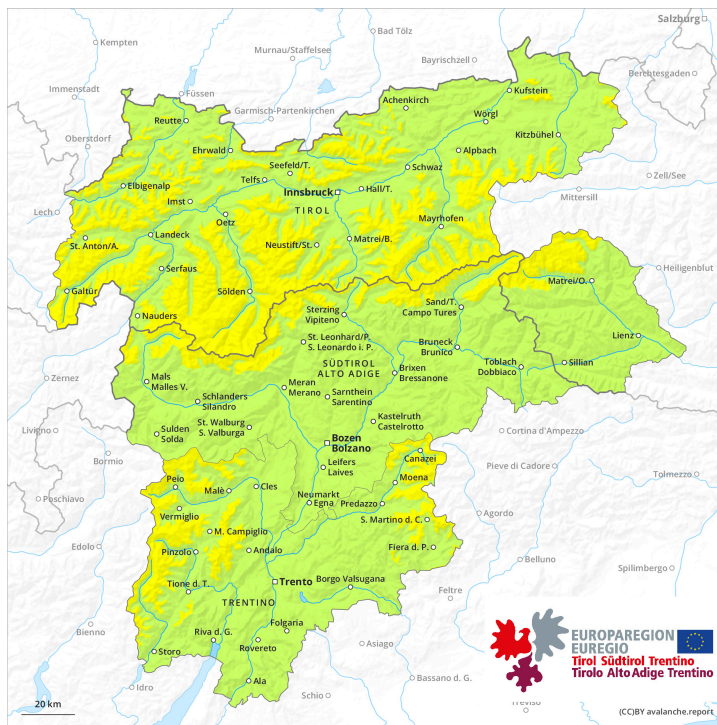 Salzburg
Kempten
Bad Tölz
Murnau/Staffelsee
Bayrischzell
Berchtesgaden
Immenstadt
Füssen
Garmisch-Partenkirchen
Achenkirch
Kufstein
Reutte
Wörgl
Oberstdorf
Kitzbühel
Ehrwald
Alpbach
Seefeld/T.
Schwaz
Telfs
Zell/See
Elbigenalp
Innsbruck
Hall/T.
Mittersill
Imst
TIROL
Lech
Oetz
Mayrhofen
St. Anton/A.
Landeck
Neustift/St.
Matrei/B.
Serfaus
Heiligenblut
Galtür
Sölden
Matrei/O.
Nauders
Sand/T.
Campo Tures
Sterzing
Vipiteno
Lienz
St. Leonhard/P.
S. Leonardo i. P.
Bruneck
Brunico
Toblach
Dobbiaco
Sillian
SÜDTIROL
ALTO ADIGE
Brixen
Bressanone
Zernez
Mals
Malles V.
Meran
Merano
Sarnthein
Sarentino
Schlanders
Silandro
Kastelruth
Castelrotto
St. Walburg
S. Valburga
Livigno
Sulden
Solda
Cortina d'Ampezzo
Bozen
Bolzano
Bormio
Canazei
Leifers
Laives
Pieve di Cadore
Tolmezzo
Peio
Moena
Poschiavo
Malè
Cles
Neumarkt
Egna
Predazzo
Agordo
Vermiglio
S. Martino d. C.
M. Campiglio
Edolo
Pinzolo
Andalo
Fiera d. P.
Belluno
Spilimbergo
Tione d. T.
Trento
Borgo Valsugana
Feltre
TRENTINO
Bienno
Folgaria
Riva d. G.
Rovereto
Asiago
Storo
Bassano d. G.
Ala
Idro
Schio
Treviso
EUROPAREGION
EUREGIO
Tirol Südtirol Trentino
Tirolo Alto Adige Trentino
20 km
(CC)BY avalanche.report